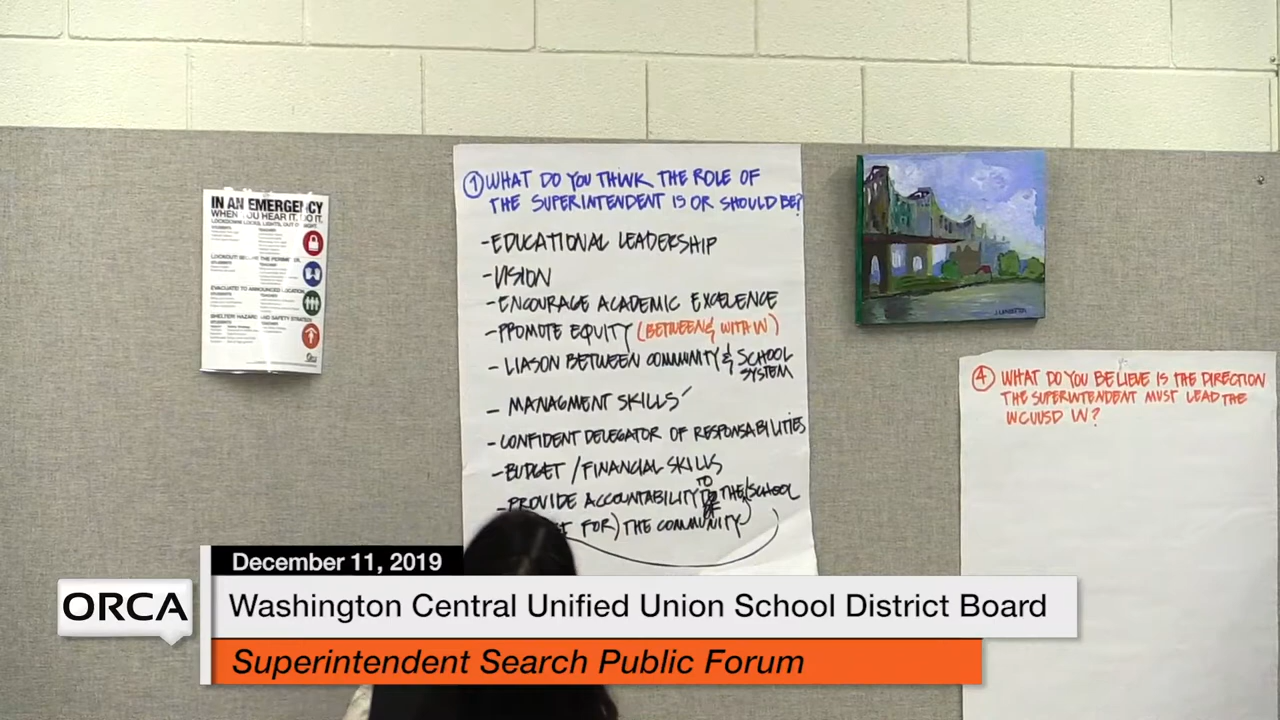 IN AN EMERGENCY
WHEN YOU HEAR IT, DO IT.
① WHAT DO YOU THINK THE ROLE OF
THE SUPERINTENDENT IS OR SHOULD BE?
- EDUCATIONAL LEADERSHIP
- VISION
- ENCOURAGE ACADEMIC EXCELENCE
- PROMOTE EQUITY (BETWEEN & WITHIN)
- LIASON BETWEEN COMMUNITY & SCHOOL
SYSTEM
- MANAGMENT SKILLS
- CONFIDENT DELEGATOR OF RESPONSABILITIES
- BUDGET / FINANCIAL SKILLS
TO
- PROVIDE ACCOUNTABILITY THE SCHOOL
FOR) THE COMMUNITY
④ WHAT DO YOU BELIEVE IS THE DIRECTION
THE SUPERINTENDENT MUST LEAD THE
WCUUSD IN?
December 11, 2019
ORCA
Washington Central Unified Union School District Board
Superintendent Search Public Forum